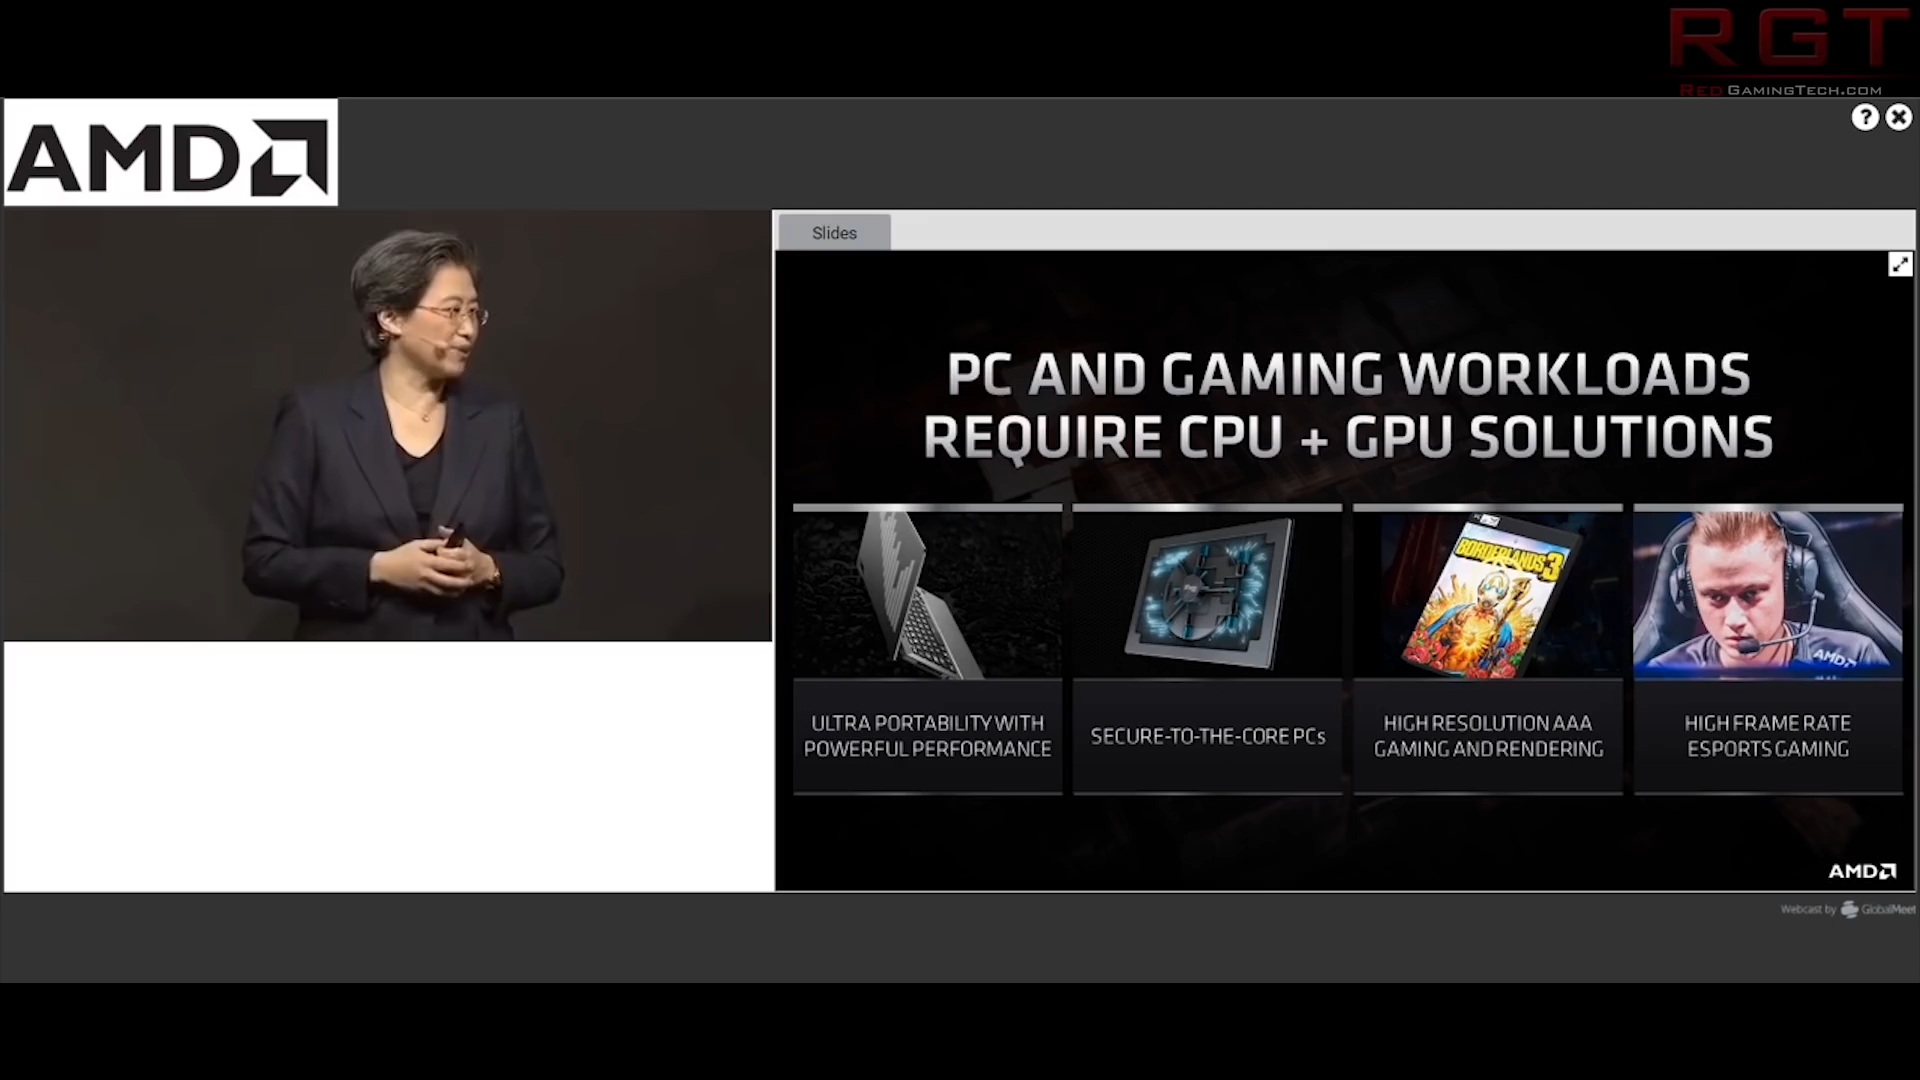 RGT
REDGAMINGTECH.COM
AMD
? 
Slides
PC AND GAMING WORKLOADS
REQUIRE CPU + GPU SOLUTIONS
BORDERLANDS 3
AMD
ULTRA PORTABILITY WITH
POWERFUL PERFORMANCE
SECURE-TO-THE-CORE PCs
HIGH RESOLUTION AAA
GAMING AND RENDERING
HIGH FRAME RATE
ESPORTS GAMING
AMD
Webcast by GlobalMeet